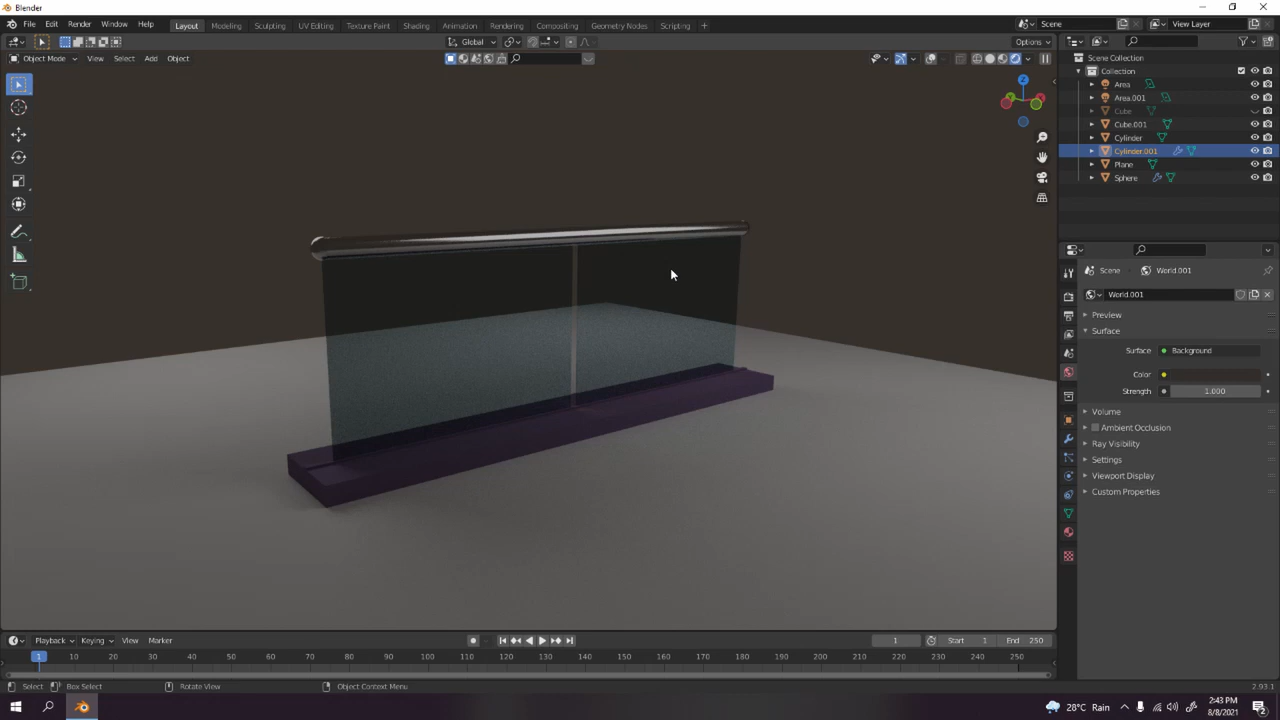 Blender
File Edit Render Window Help Layout Modeling Sculpting UV Editing Texture Paint Shading Animation Rendering Compositing Geometry Nodes Scripting + Scene View Layer
Global Options
Object Mode View Select Add Object
Scene Collection
Collection
Area
Area.001
Cube
Cube.001
Cylinder
Cylinder.001
Plane
Sphere
Scene World.001
World.001
Preview
Surface
Surface Background
Color
Strength 1.000
Volume
Ambient Occlusion
Ray Visibility
Settings
Viewport Display
Custom Properties
Z
Playback Keying View Marker 1 Start 1 End 250
1 10 20 30 40 50 60 70 80 90 100 110 120 130 140 150 160 170 180 190 200 210 220 230 240 250
Select Box Select Rotate View Object Context Menu 2.93.1
28°C Rain 2:43 PM
8/8/2021 2